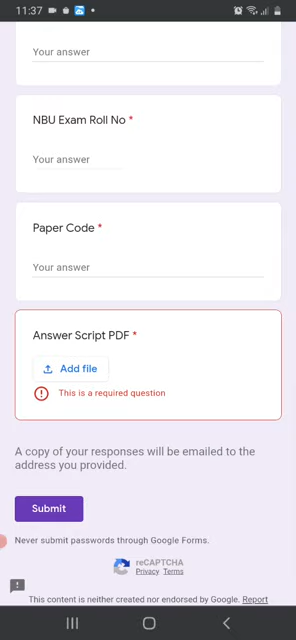 11:37
Your answer
NBU Exam Roll No *
Your answer
Paper Code *
Your answer
Answer Script PDF *
Add file
This is a required question
A copy of your responses will be emailed to the
address you provided.
Submit
Never submit passwords through Google Forms.
reCAPTCHA
Privacy Terms
This content is neither created nor endorsed by Google. Report